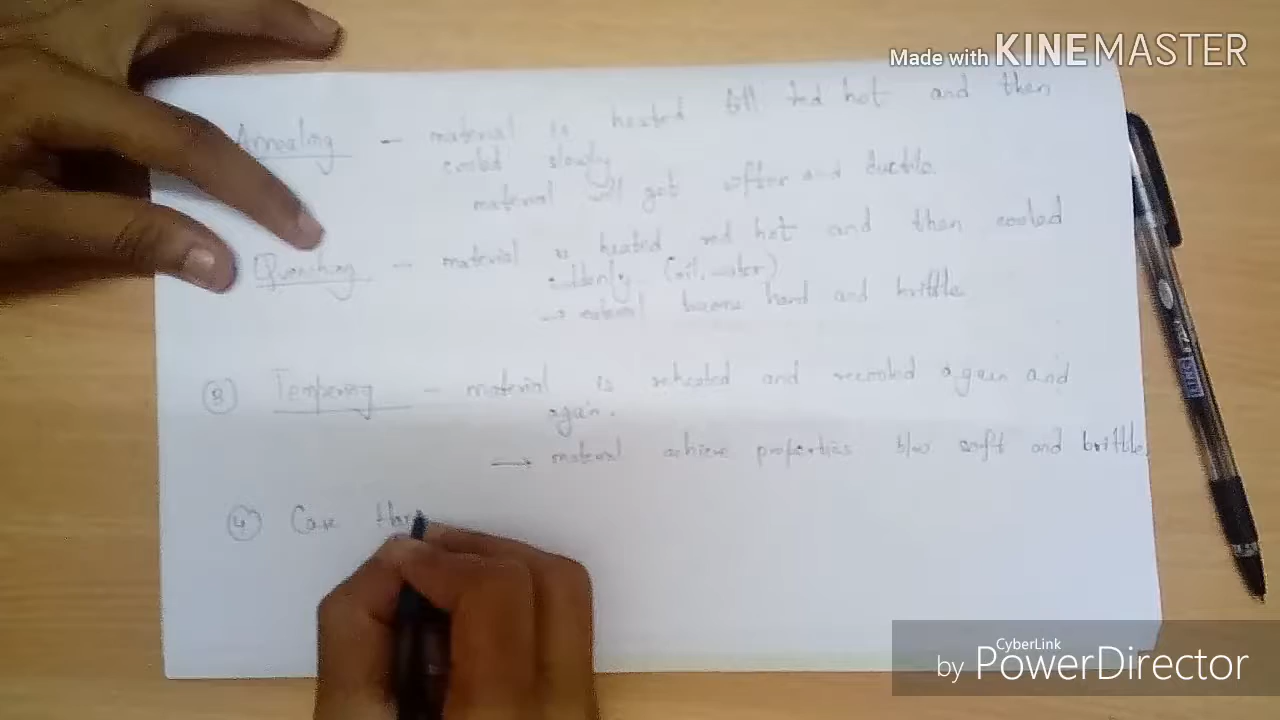 Made with KINEMASTER
Annealing - material is heated till red hot and then
cooled slowly
material will get softer and ductile
Quenching - material is heated red hot and then cooled
suddenly (oil, water)
→ material become hard and brittle
③ Tempering - material is reheated and recooled again and
again.
→ material achieve properties b/w soft and brittle
④ Case
CyberLink
by PowerDirector